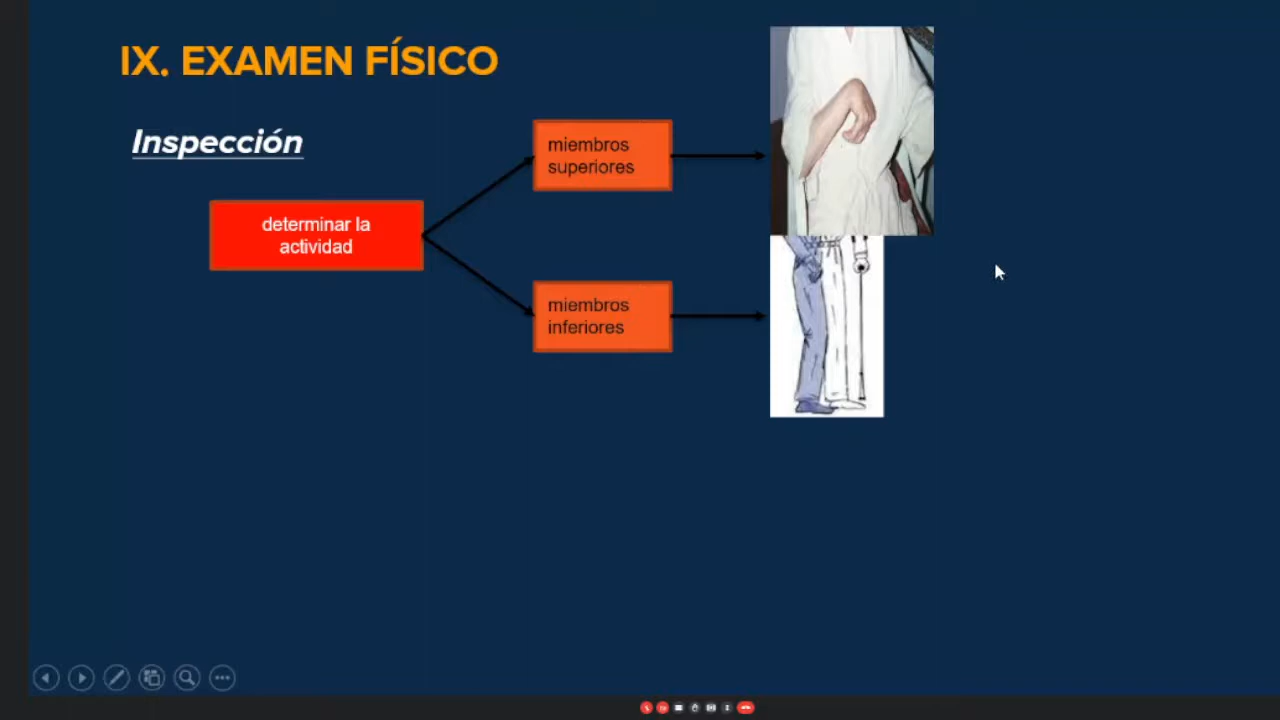 IX. EXAMEN FÍSICO
Inspección
determinar la
actividad
miembros
superiores
miembros
inferiores